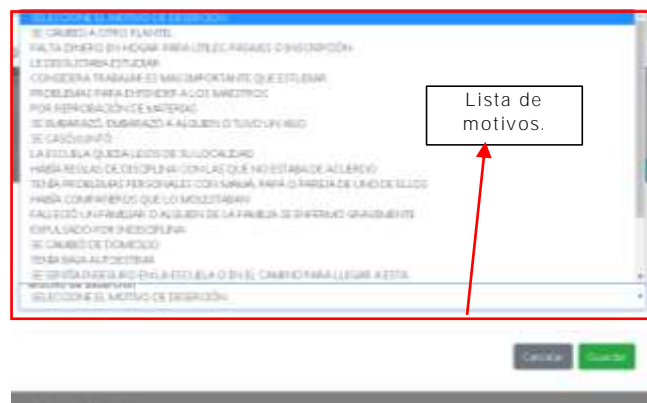 SELECCIONE EL MOTIVO DE DESERCIÓN
SE CAMBIÓ A OTRO PLANTEL
FALTA DINERO EN HOGAR PARA UTILES, PASAJES O INSCRIPCIÓN
LE DISGUSTABA ESTUDIAR
CONSIDERA TRABAJAR ES MAS IMPORTANTE QUE ESTUDIAR
PROBLEMAS PARA ENTENDER A LOS MAESTROS
POR REPROBACIÓN DE MATERIAS
SE EMBARAZÓ, EMBARAZÓ A ALGUIEN O TUVO UN HIJO
SE CASÓ/JUNTÓ
LA ESCUELA QUEDA LEJOS DE SU LOCALIDAD
HABÍA REGLAS DE DISCIPLINA CON LAS QUE NO ESTABA DE ACUERDO
TENÍA PROBLEMAS PERSONALES CON MAMÁ, PAPÁ O PAREJA DE UNO DE ELLOS
HABÍA COMPAÑEROS QUE LO MOLESTABAN
FALLECIÓ UN FAMILIAR O ALGUIEN DE LA FAMILIA SE ENFERMÓ GRAVEMENTE
EXPULSADO POR INDISCIPLINA
SE CAMBIÓ DE DOMICILIO
TENÍA BAJA AUTOESTIMA
SE SENTÍA INSEGURO EN LA ESCUELA O EN EL CAMINO PARA LLEGAR A ESTA
SELECCIONE EL MOTIVO DE DESERCIÓN
Lista de
motivos.
Cancelar Guardar